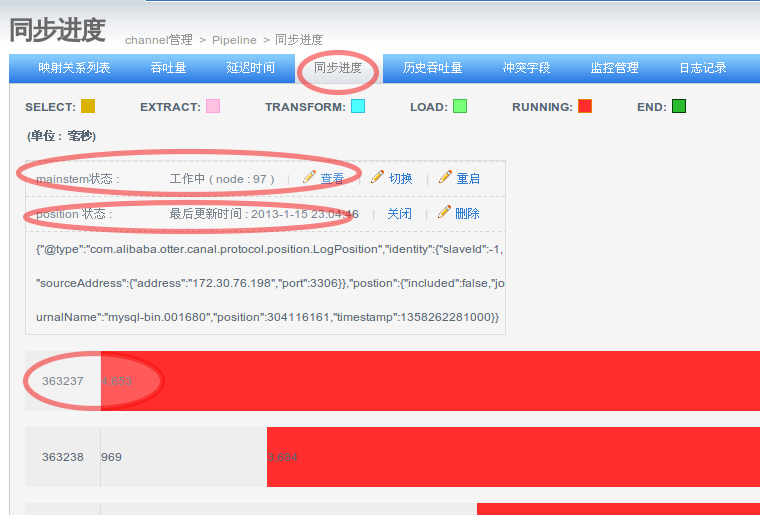 同步进度
channel管理 > Pipeline > 同步进度
映射关系列表 吞吐量 延迟时间 同步进度 历史吞吐量 冲突字段 监控管理 日志记录
SELECT: EXTRACT: TRANSFORM: LOAD: RUNNING: END:
(单位 : 毫秒)
mainstem状态 : 工作中 ( node : 97 ) | 查看 | 切换 | 重启
position 状态 : 最后更新时间 : 2013-1-15 23:04:46 | 关闭 | 删除
{"@type":"com.alibaba.otter.canal.protocol.position.LogPosition","identity":{"slaveId":-1,
"sourceAddress":{"address":"172.30.76.198","port":3306}},"postion":{"included":false,"jo
urnalName":"mysql-bin.001680","position":304116161,"timestamp":1358262281000}}
363237
363238 969 3,684